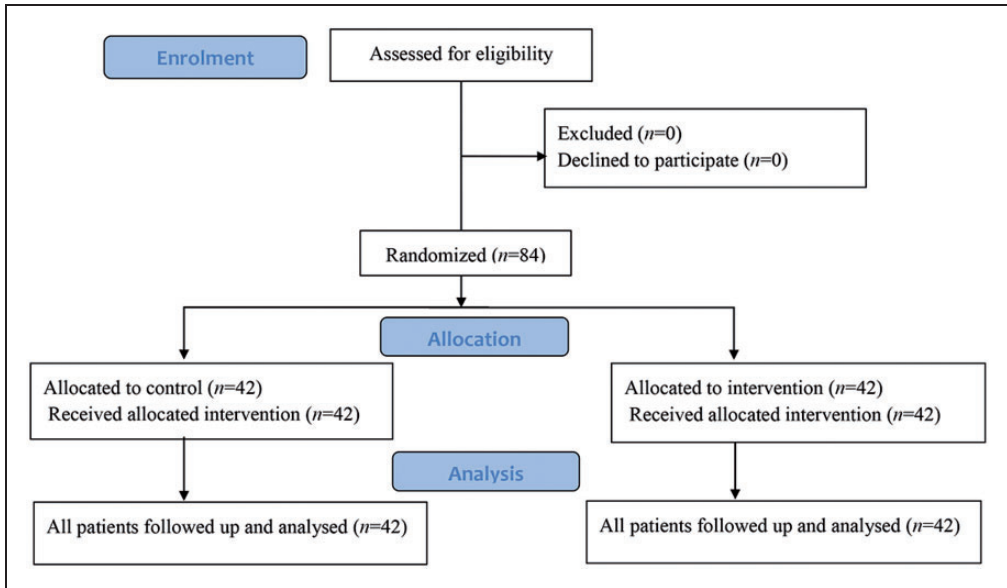 Enrolment
Assessed for eligibility
Excluded (n=0)
Declined to participate (n=0)
Randomized (n=84)
Allocation
Allocated to control (n=42)
Received allocated intervention (n=42)
Allocated to intervention (n=42)
Received allocated intervention (n=42)
Analysis
All patients followed up and analysed (n=42)
All patients followed up and analysed (n=42)